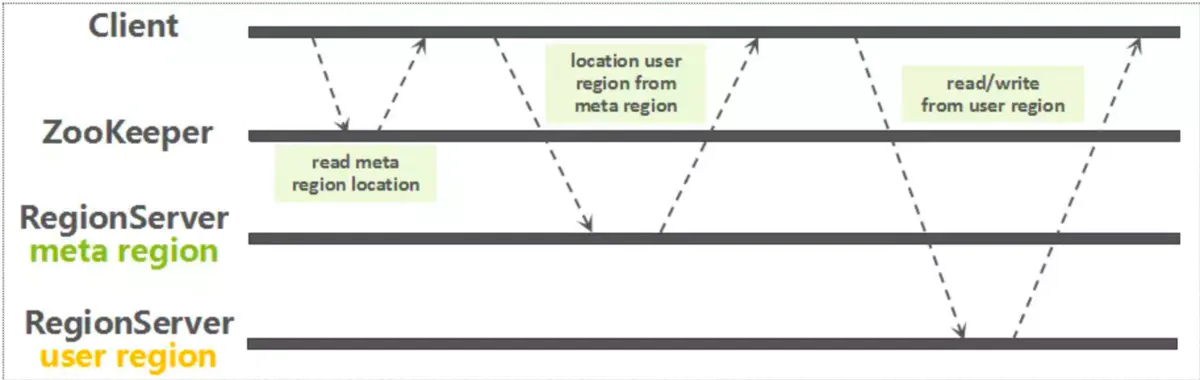 Client
location user
region from
meta region
read/write
from user region
ZooKeeper
read meta
region location
RegionServer
meta region
RegionServer
user region